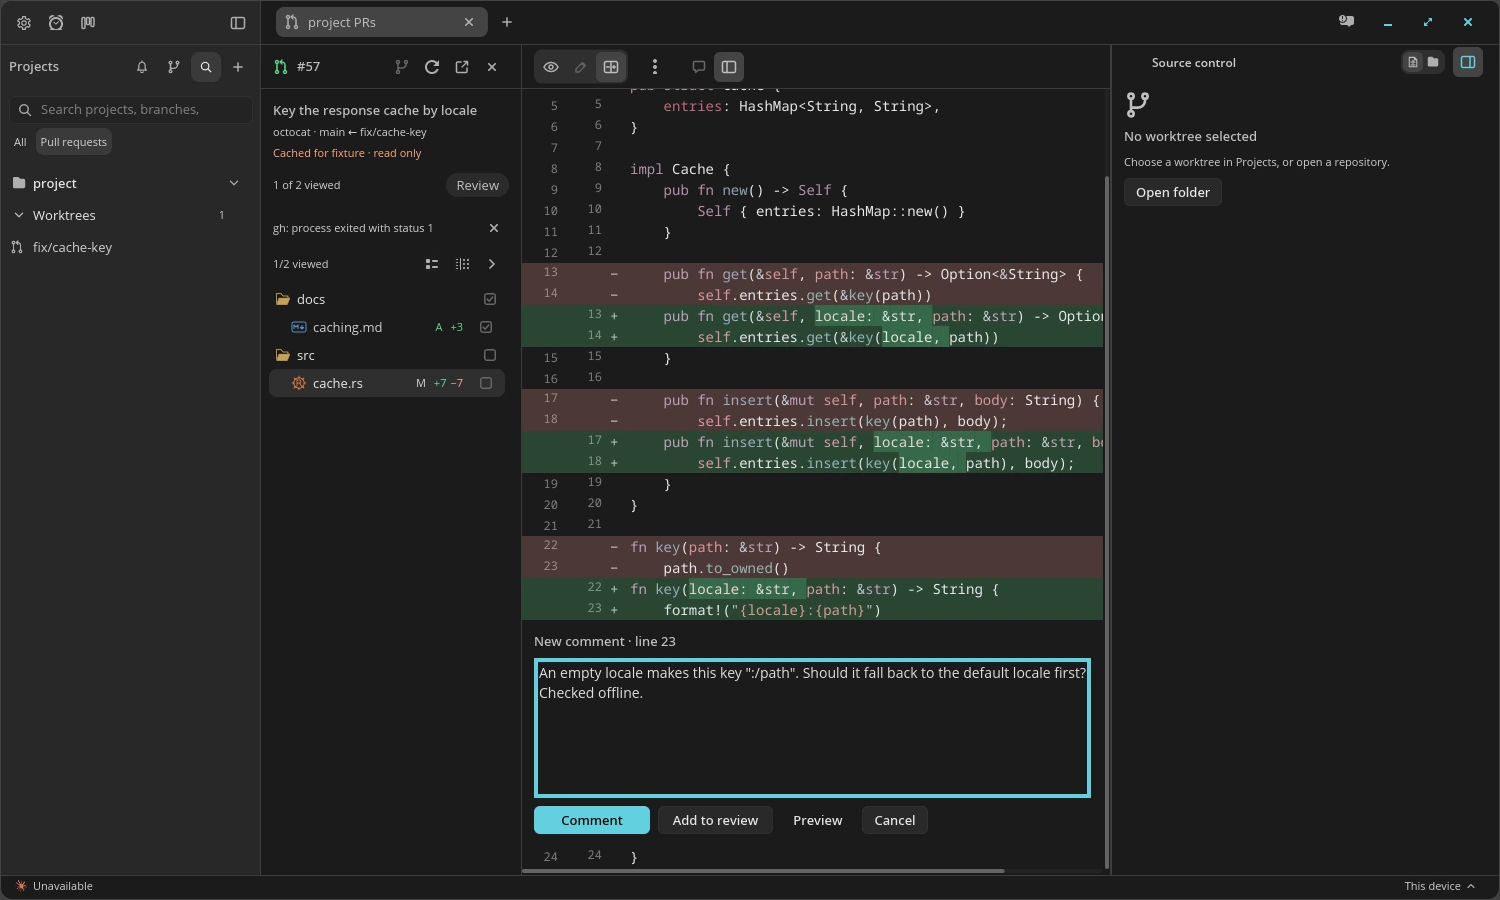 project PRs
Projects
Search projects, branches,
All
Pull requests
project
Worktrees
1
fix/cache-key
#57
Key the response cache by locale
octocat · main ← fix/cache-key
Cached for fixture · read only
1 of 2 viewed
Review
gh: process exited with status 1
1/2 viewed
docs
caching.md A +3
src
cache.rs M +7 −7
5 5 entries: HashMap<String, String>,
6 6 }
7 7
8 8 impl Cache {
9 9 pub fn new() -> Self {
10 10 Self { entries: HashMap::new() }
11 11 }
12 12
13 − pub fn get(&self, path: &str) -> Option<&String> {
14 − self.entries.get(&key(path))
13 + pub fn get(&self, locale: &str, path: &str) -> Option
14 + self.entries.get(&key(locale, path))
15 15 }
16 16
17 − pub fn insert(&mut self, path: &str, body: String) {
18 − self.entries.insert(key(path), body);
17 + pub fn insert(&mut self, locale: &str, path: &str, bo
18 + self.entries.insert(key(locale, path), body);
19 19 }
20 20 }
21 21
22 − fn key(path: &str) -> String {
23 − path.to_owned()
22 + fn key(locale: &str, path: &str) -> String {
23 + format!("{locale}:{path}")
New comment · line 23
An empty locale makes this key ":/path". Should it fall back to the default locale first?
Checked offline.
Comment
Add to review
Preview
Cancel
24 24 }
Source control
No worktree selected
Choose a worktree in Projects, or open a repository.
Open folder
Unavailable
This device